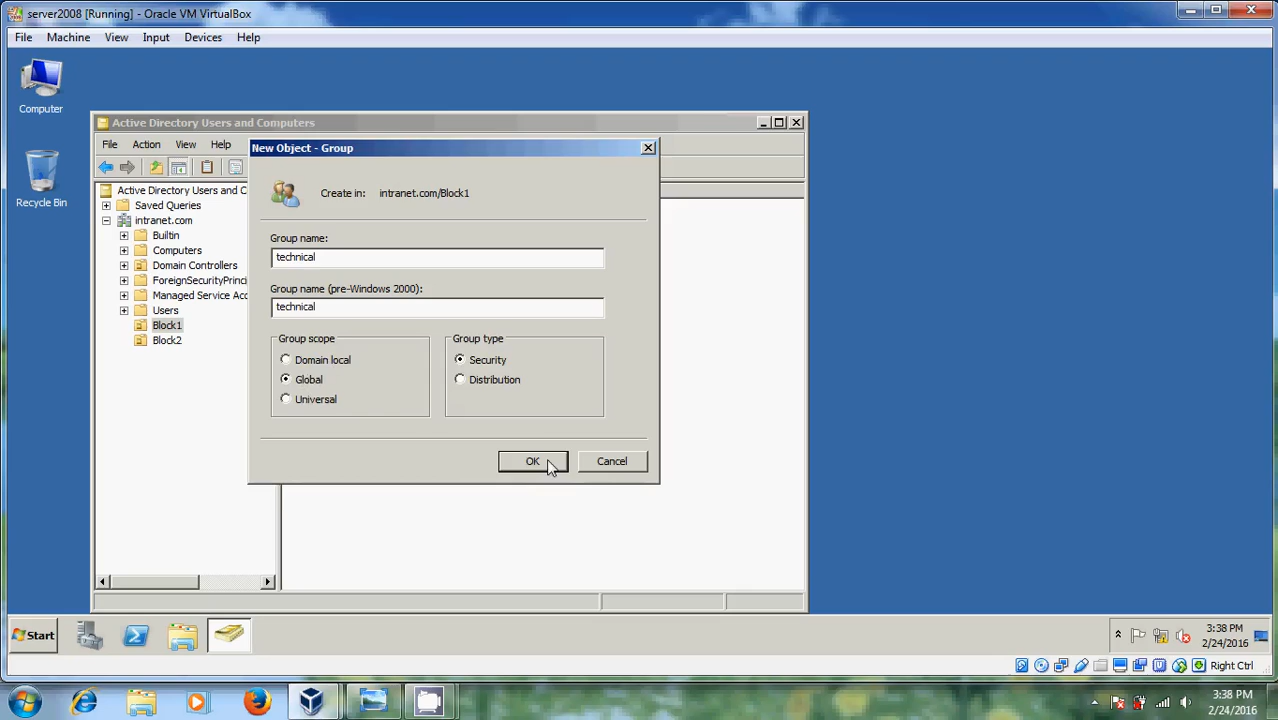 server2008 [Running] - Oracle VM VirtualBox
File Machine View Input Devices Help
Computer
Recycle Bin
Active Directory Users and Computers
File Action View Help
Active Directory Users and C
Saved Queries
intranet.com
Builtin
Computers
Domain Controllers
ForeignSecurityPrinci
Managed Service Acc
Users
Block1
Block2
New Object - Group
Create in: intranet.com/Block1
Group name:
technical
Group name (pre-Windows 2000):
technical
Group scope
Domain local
Global
Universal
Group type
Security
Distribution
OK Cancel
Start
3:38 PM
2/24/2016
Right Ctrl
3:38 PM
2/24/2016